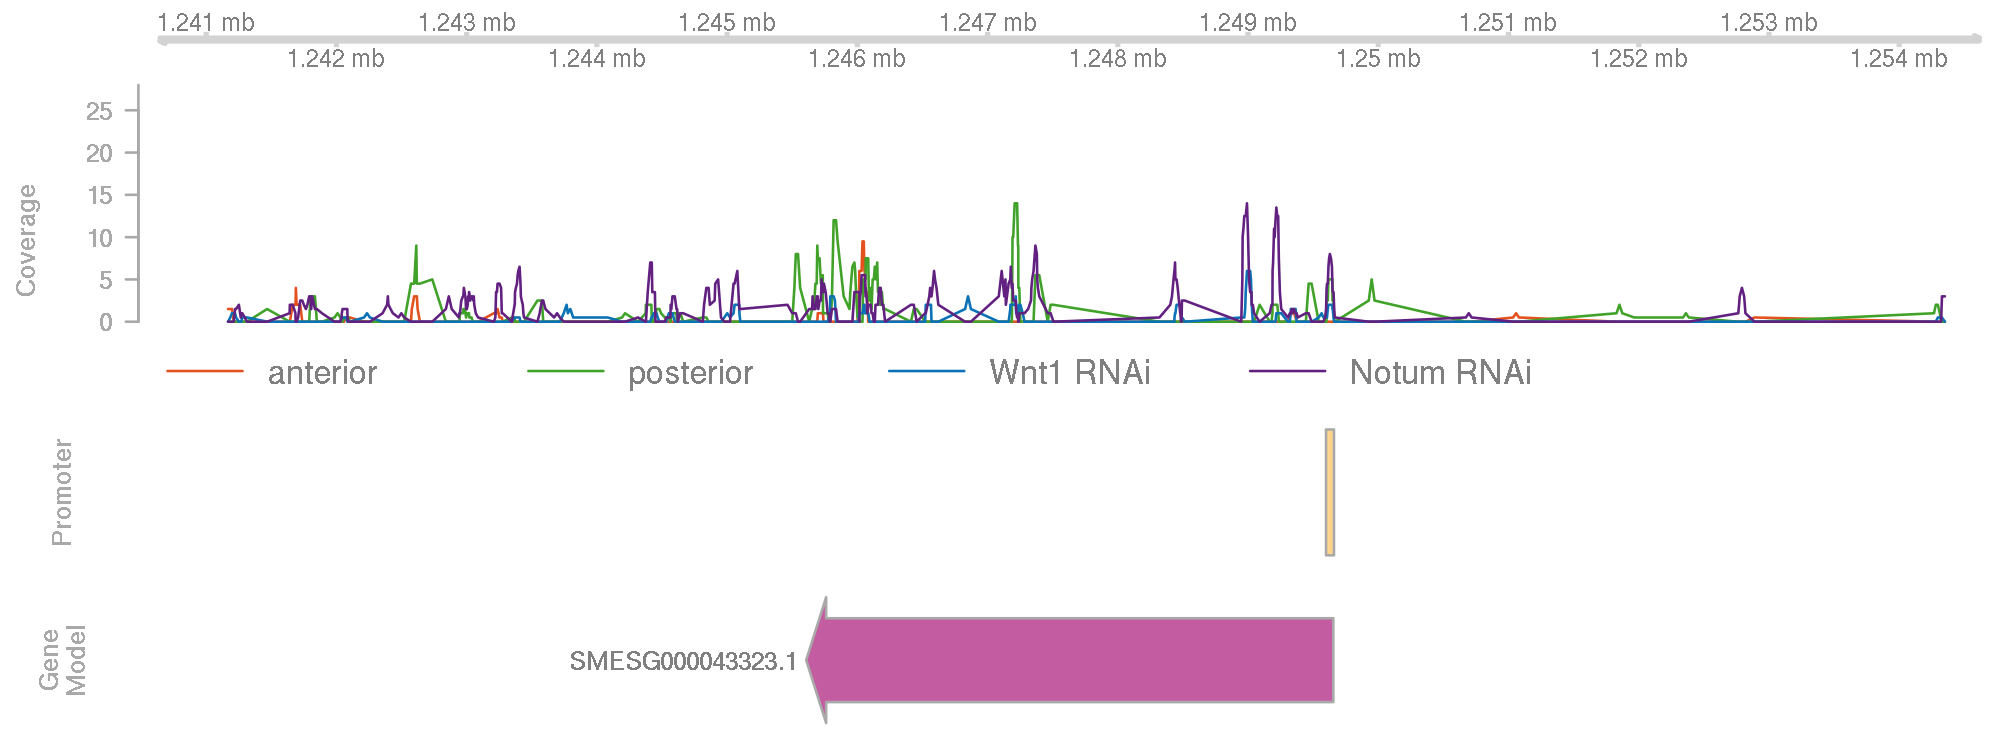 1.241 mb 1.243 mb 1.245 mb 1.247 mb 1.249 mb 1.251 mb 1.253 mb
1.242 mb 1.244 mb 1.246 mb 1.248 mb 1.25 mb 1.252 mb 1.254 mb
Coverage
25
20
15
10
5
0
anterior posterior Wnt1 RNAi Notum RNAi
Promoter
Gene
Model
SMESG000043323.1